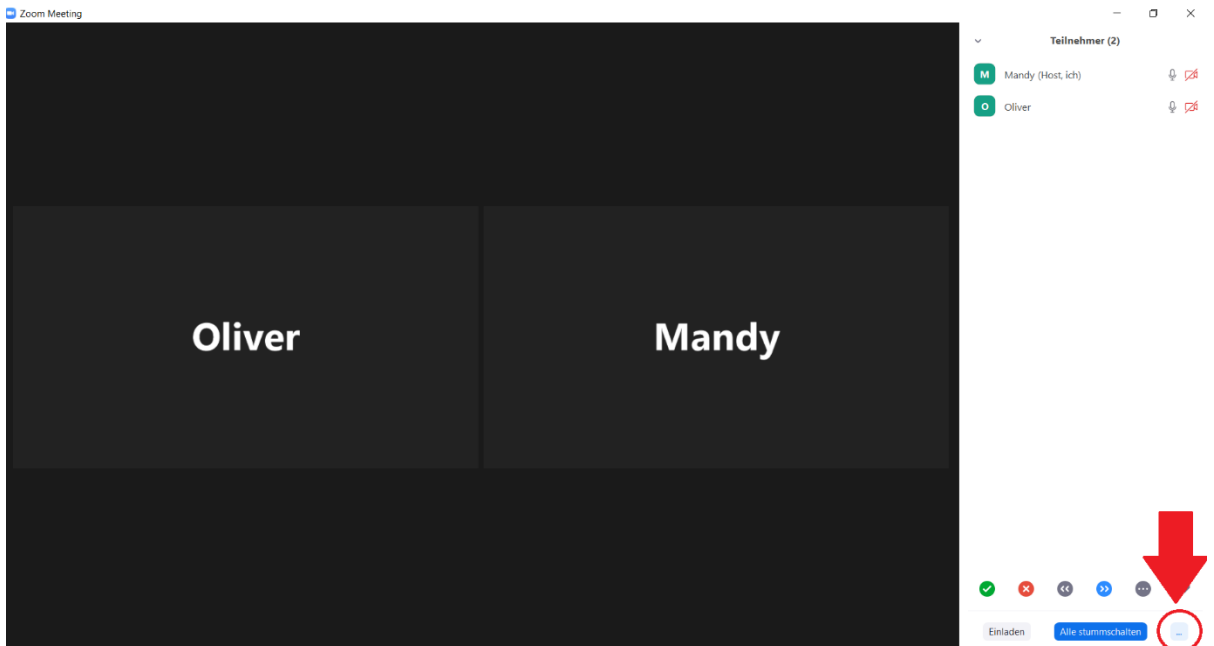 Zoom Meeting
Teilnehmer (2)
M Mandy (Host, ich)
O Oliver
Oliver
Mandy
Einladen Alle stummschalten ...